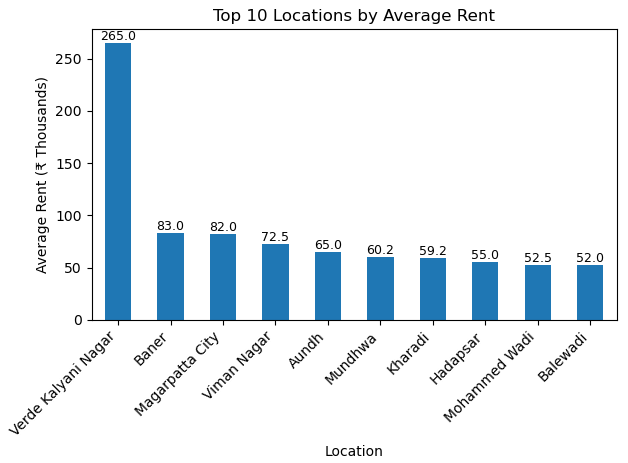 Top 10 Locations by Average Rent
Average Rent (₹ Thousands)
250
200
150
100
50
0
265.0
83.0
82.0
72.5
65.0
60.2
59.2
55.0
52.5
52.0
Verde Kalyani Nagar
Baner
Magarpatta City
Viman Nagar
Aundh
Mundhwa
Kharadi
Hadapsar
Mohammed Wadi
Balewadi
Location